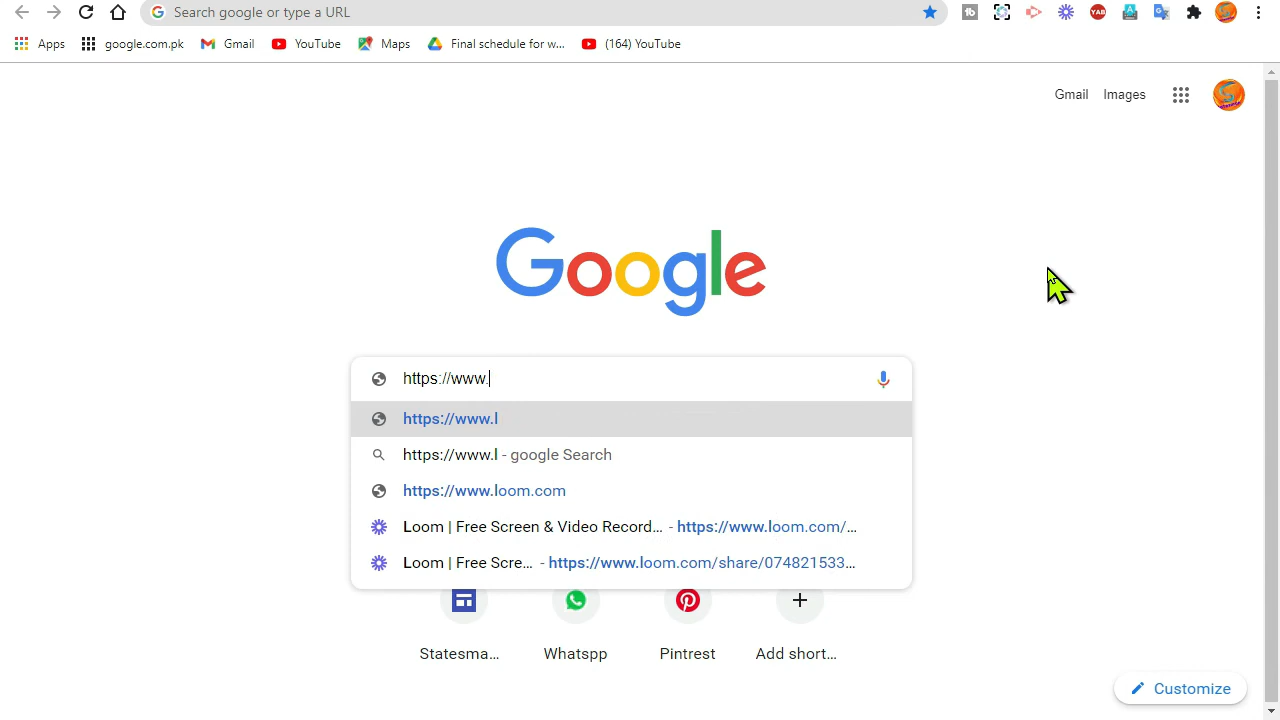 Search google or type a URL
Apps
google.com.pk
Gmail
YouTube
Maps
final schedule for w...
(164) YouTube
Gmail
Images
Google
https://www.
https://www.l
https://www.l - google Search
https://www.loom.com
Loom | Free Screen & Video Record... - https://www.loom.com/...
Loom | Free Scre... - https://www.loom.com/share/074821533...
Statesma...
Whatspp
Pintrest
Add short...
Customize